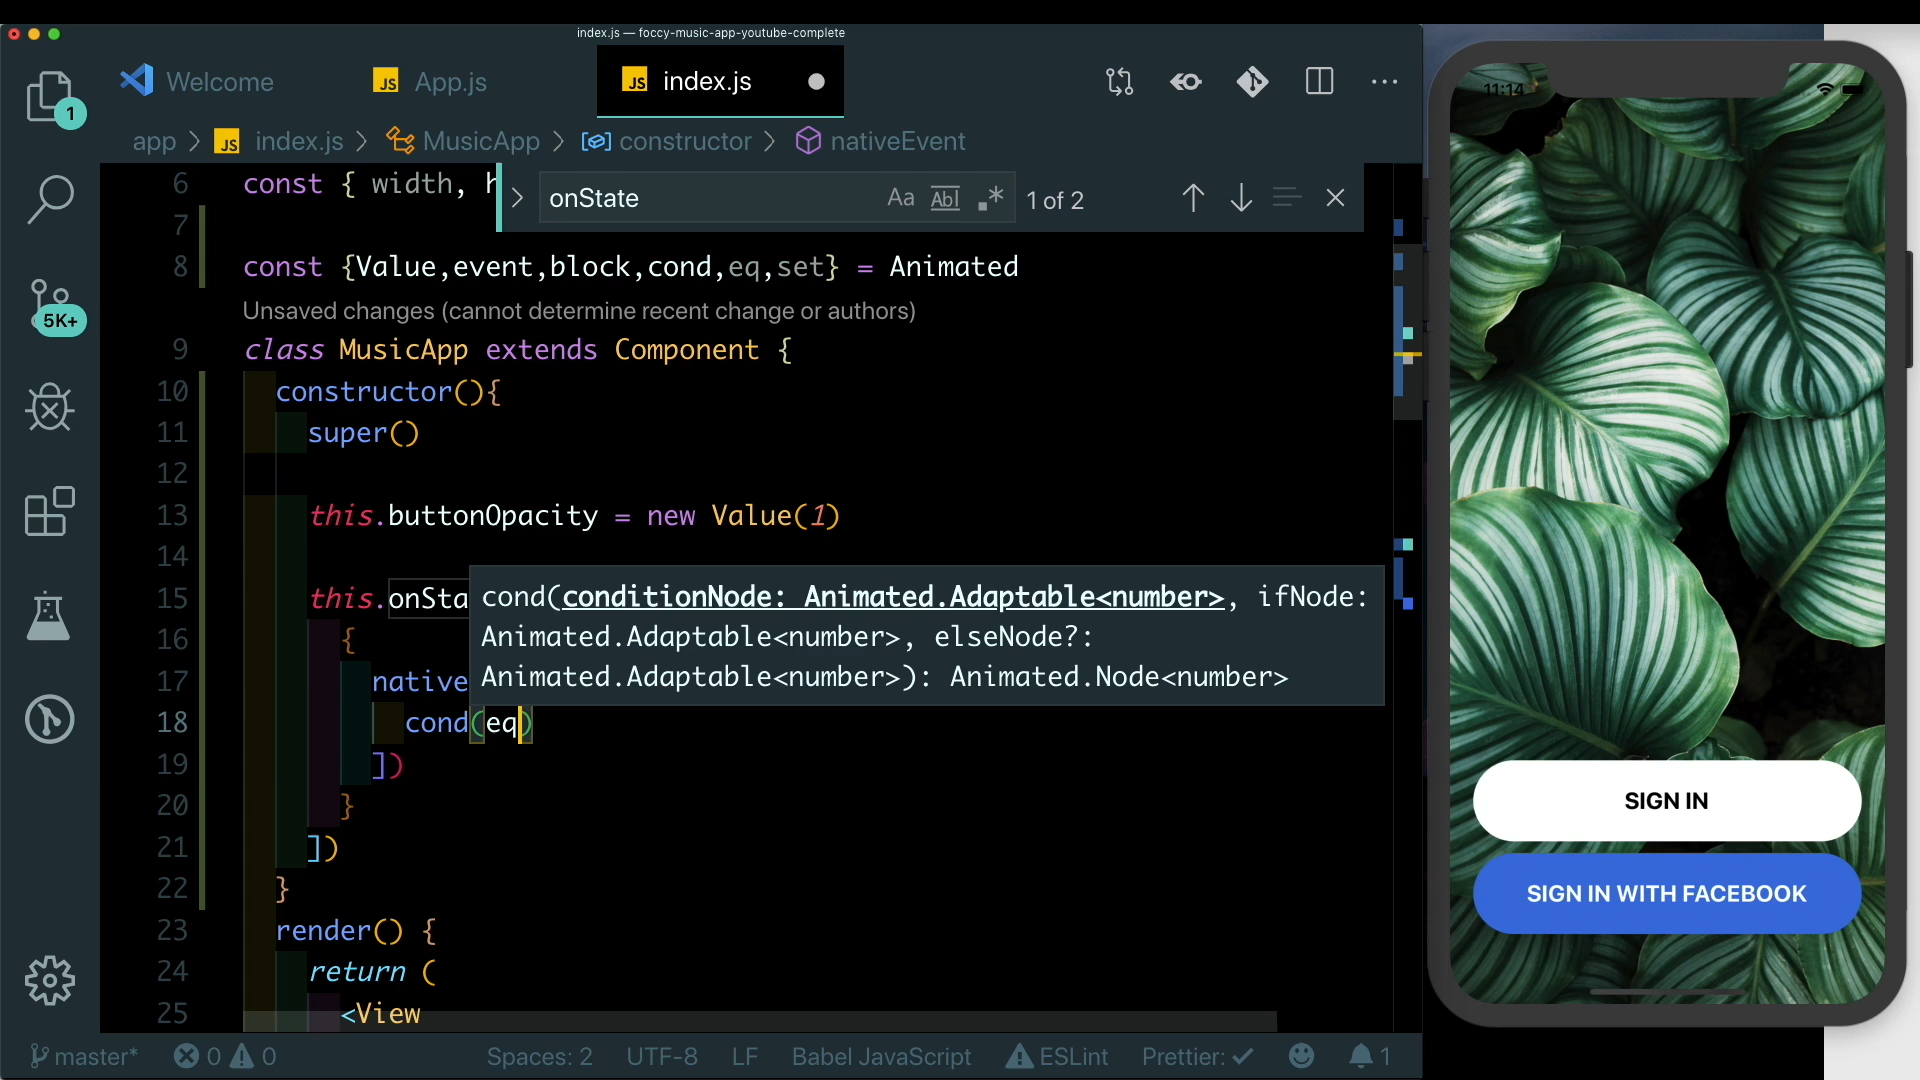 index.js — foccy-music-app-youtube-complete
Welcome
JS App.js
JS index.js
1
app > JS index.js > MusicApp > constructor > nativeEvent
onState Aa Abl .* 1 of 2
6 const { width, h
7
8 const {Value,event,block,cond,eq,set} = Animated
Unsaved changes (cannot determine recent change or authors)
9 class MusicApp extends Component {
10 constructor(){
11 super()
12
13 this.buttonOpacity = new Value(1)
14
15 this.onSta
16 {
17 native
18 cond(eq)
19 ])
20 }
21 ])
22 }
23 render() {
24 return (
25 <View
cond(conditionNode: Animated.Adaptable<number>, ifNode:
Animated.Adaptable<number>, elseNode?:
Animated.Adaptable<number>): Animated.Node<number>
5K+
master* 0 0 Spaces: 2 UTF-8 LF Babel JavaScript ESLint Prettier: ✓ 1
11:14
SIGN IN
SIGN IN WITH FACEBOOK